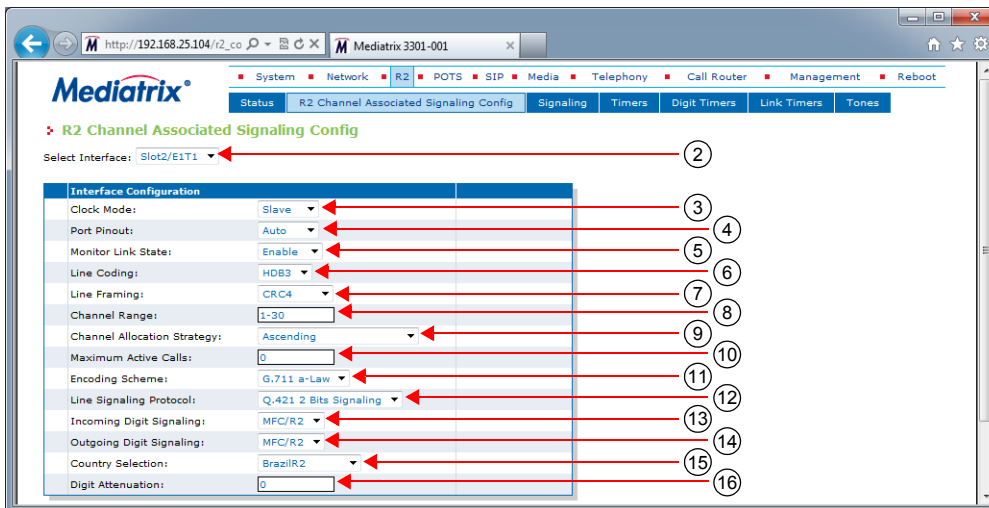 http://192.168.25.104/r2_co
Mediatrix 3301-001
Mediatrix®
System Network R2 POTS SIP Media Telephony Call Router Management Reboot
Status R2 Channel Associated Signaling Config Signaling Timers Digit Timers Link Timers Tones
R2 Channel Associated Signaling Config
Select Interface: Slot2/E1T1 2
Interface Configuration
Clock Mode: Slave 3
Port Pinout: Auto 4
Monitor Link State: Enable 5
Line Coding: HDB3 6
Line Framing: CRC4 7
Channel Range: 1-30 8
Channel Allocation Strategy: Ascending 9
Maximum Active Calls: 0 10
Encoding Scheme: G.711 a-Law 11
Line Signaling Protocol: Q.421 2 Bits Signaling 12
Incoming Digit Signaling: MFC/R2 13
Outgoing Digit Signaling: MFC/R2 14
Country Selection: BrazilR2 15
Digit Attenuation: 0 16